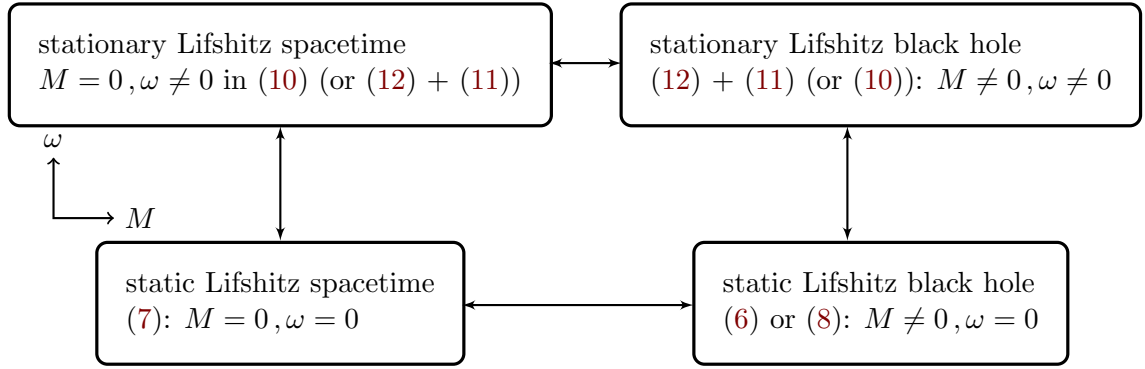 stationary Lifshitz spacetime
M = 0 , ω ≠ 0 in (10) (or (12) + (11))
stationary Lifshitz black hole
(12) + (11) (or (10)): M ≠ 0 , ω ≠ 0
ω
M
static Lifshitz spacetime
(7): M = 0 , ω = 0
static Lifshitz black hole
(6) or (8): M ≠ 0 , ω = 0